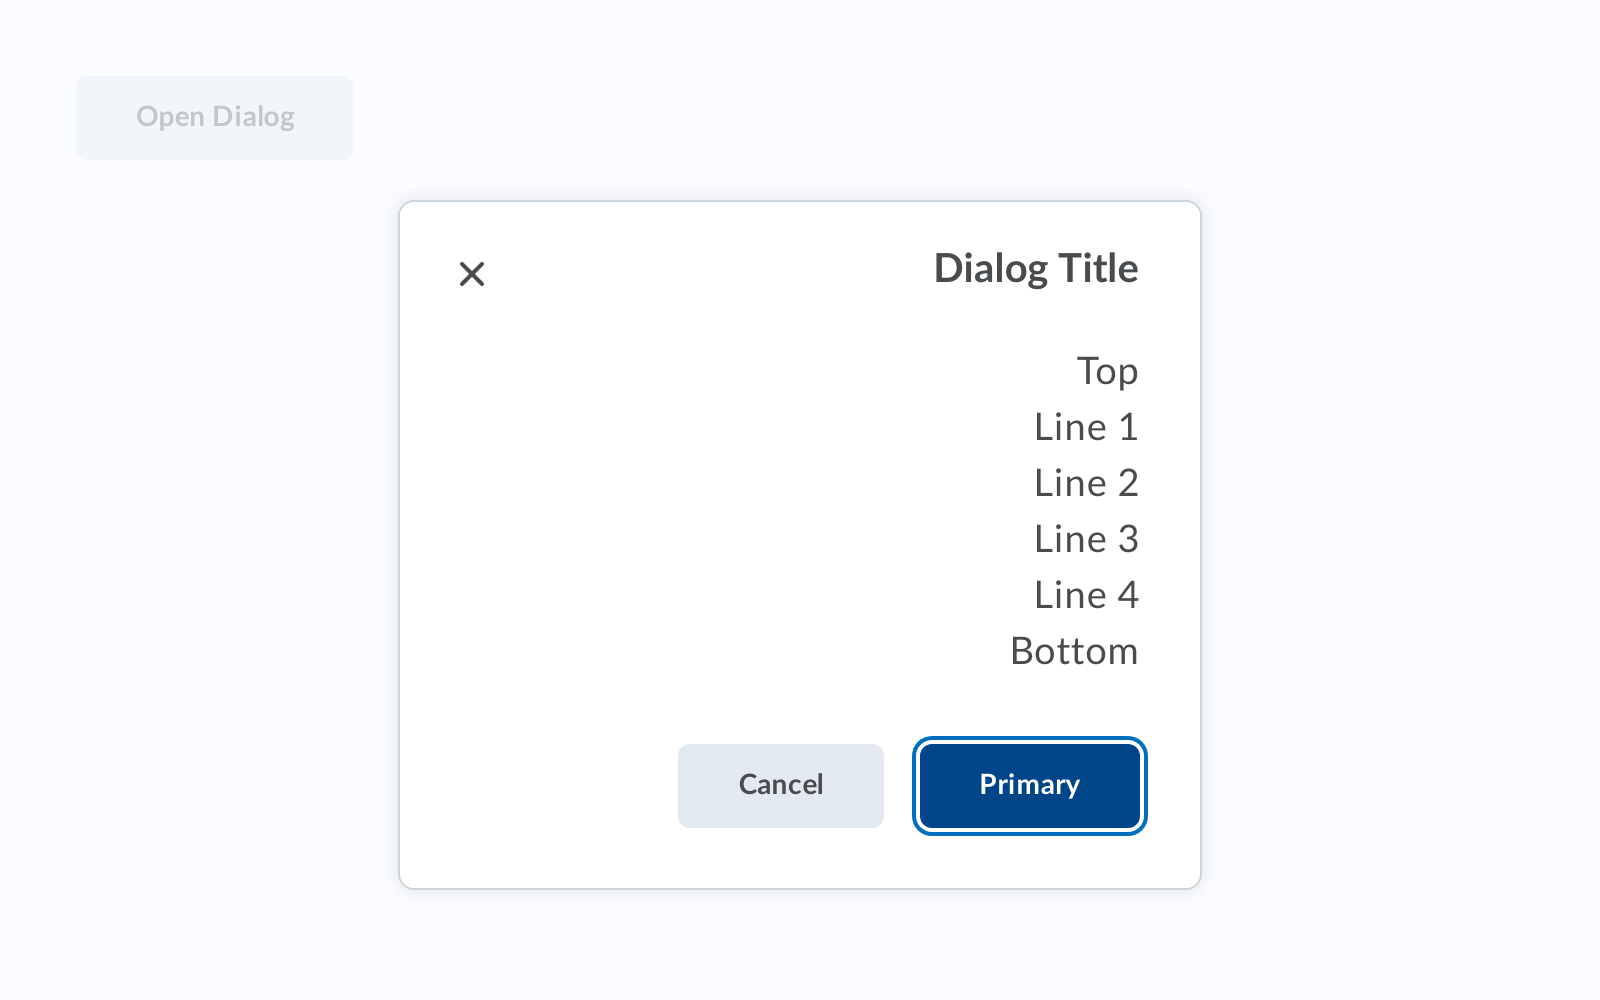 Open Dialog
Dialog Title
Top
Line 1
Line 2
Line 3
Line 4
Bottom
Cancel
Primary